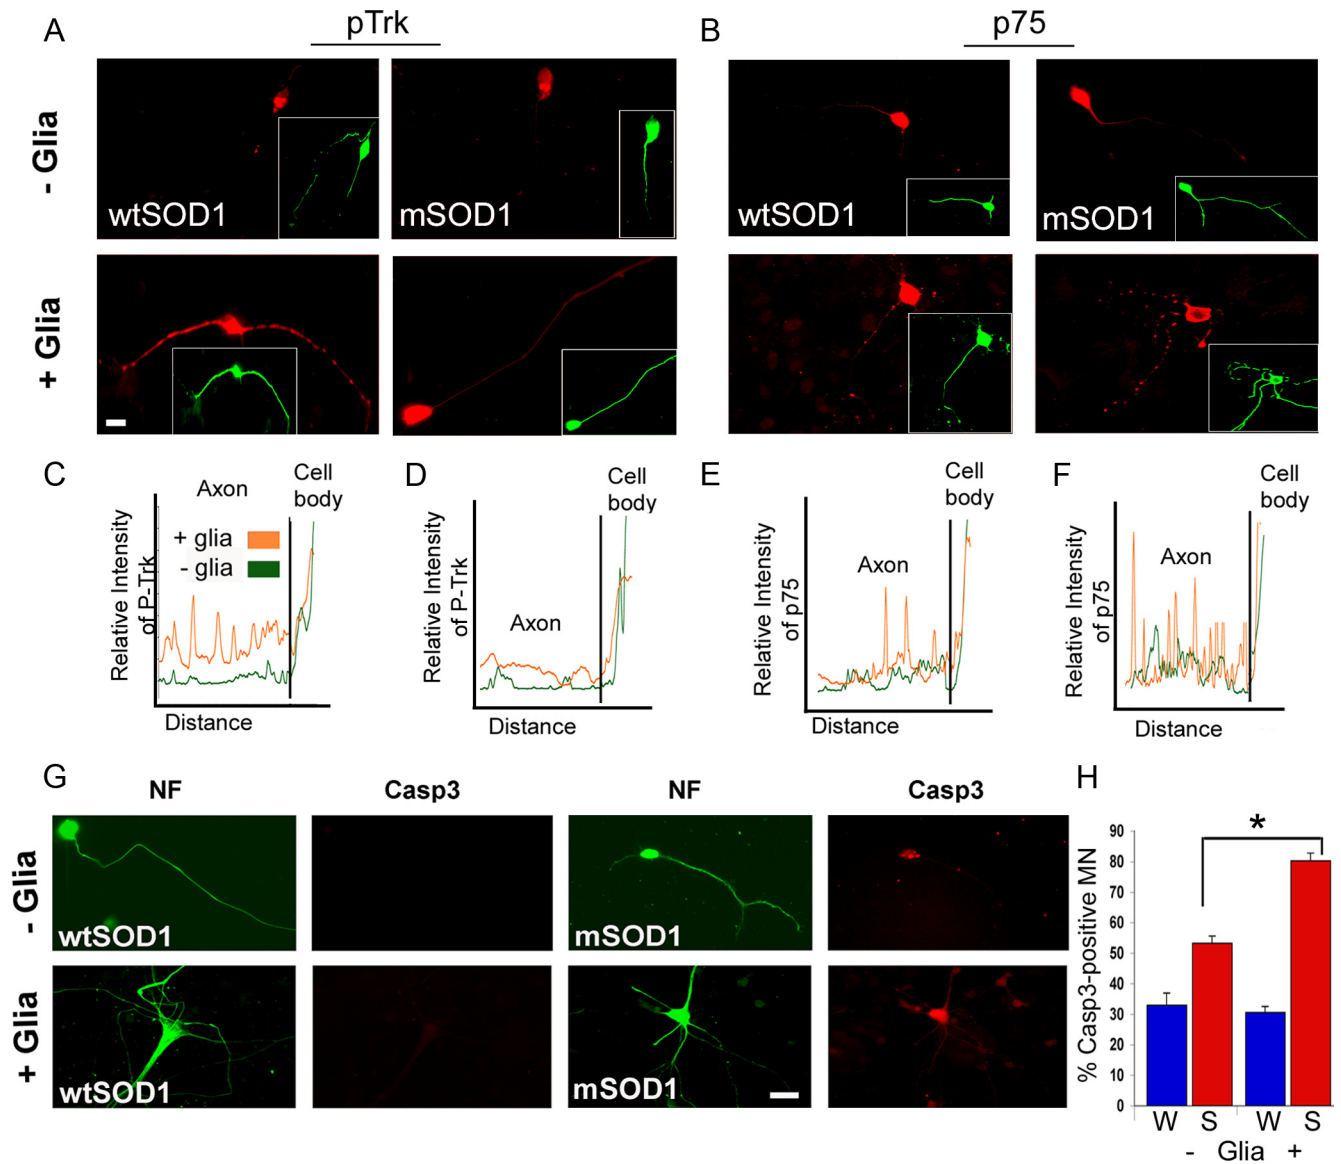 A
pTrk
B
p75
- Glia
wtSOD1
mSOD1
wtSOD1
mSOD1
+ Glia
C
Relative Intensity
of P-Trk
Axon
Cell
body
+ glia
- glia
Distance
D
Relative Intensity
of P-Trk
Axon
Cell
body
Distance
E
Relative Intensity
of p75
Axon
Cell
body
Distance
F
Relative Intensity
of p75
Axon
Cell
body
Distance
G
NF
Casp3
NF
Casp3
- Glia
wtSOD1
mSOD1
+ Glia
wtSOD1
mSOD1
H
% Casp3-positive MN
90
80
70
60
50
40
30
20
10
0
*
W S W S
- Glia +